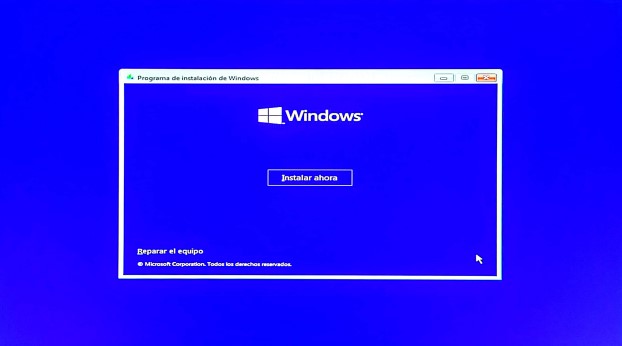 Programa de instalación de Windows
Windows
Instalar ahora
Reparar el equipo
© Microsoft Corporation. Todos los derechos reservados.